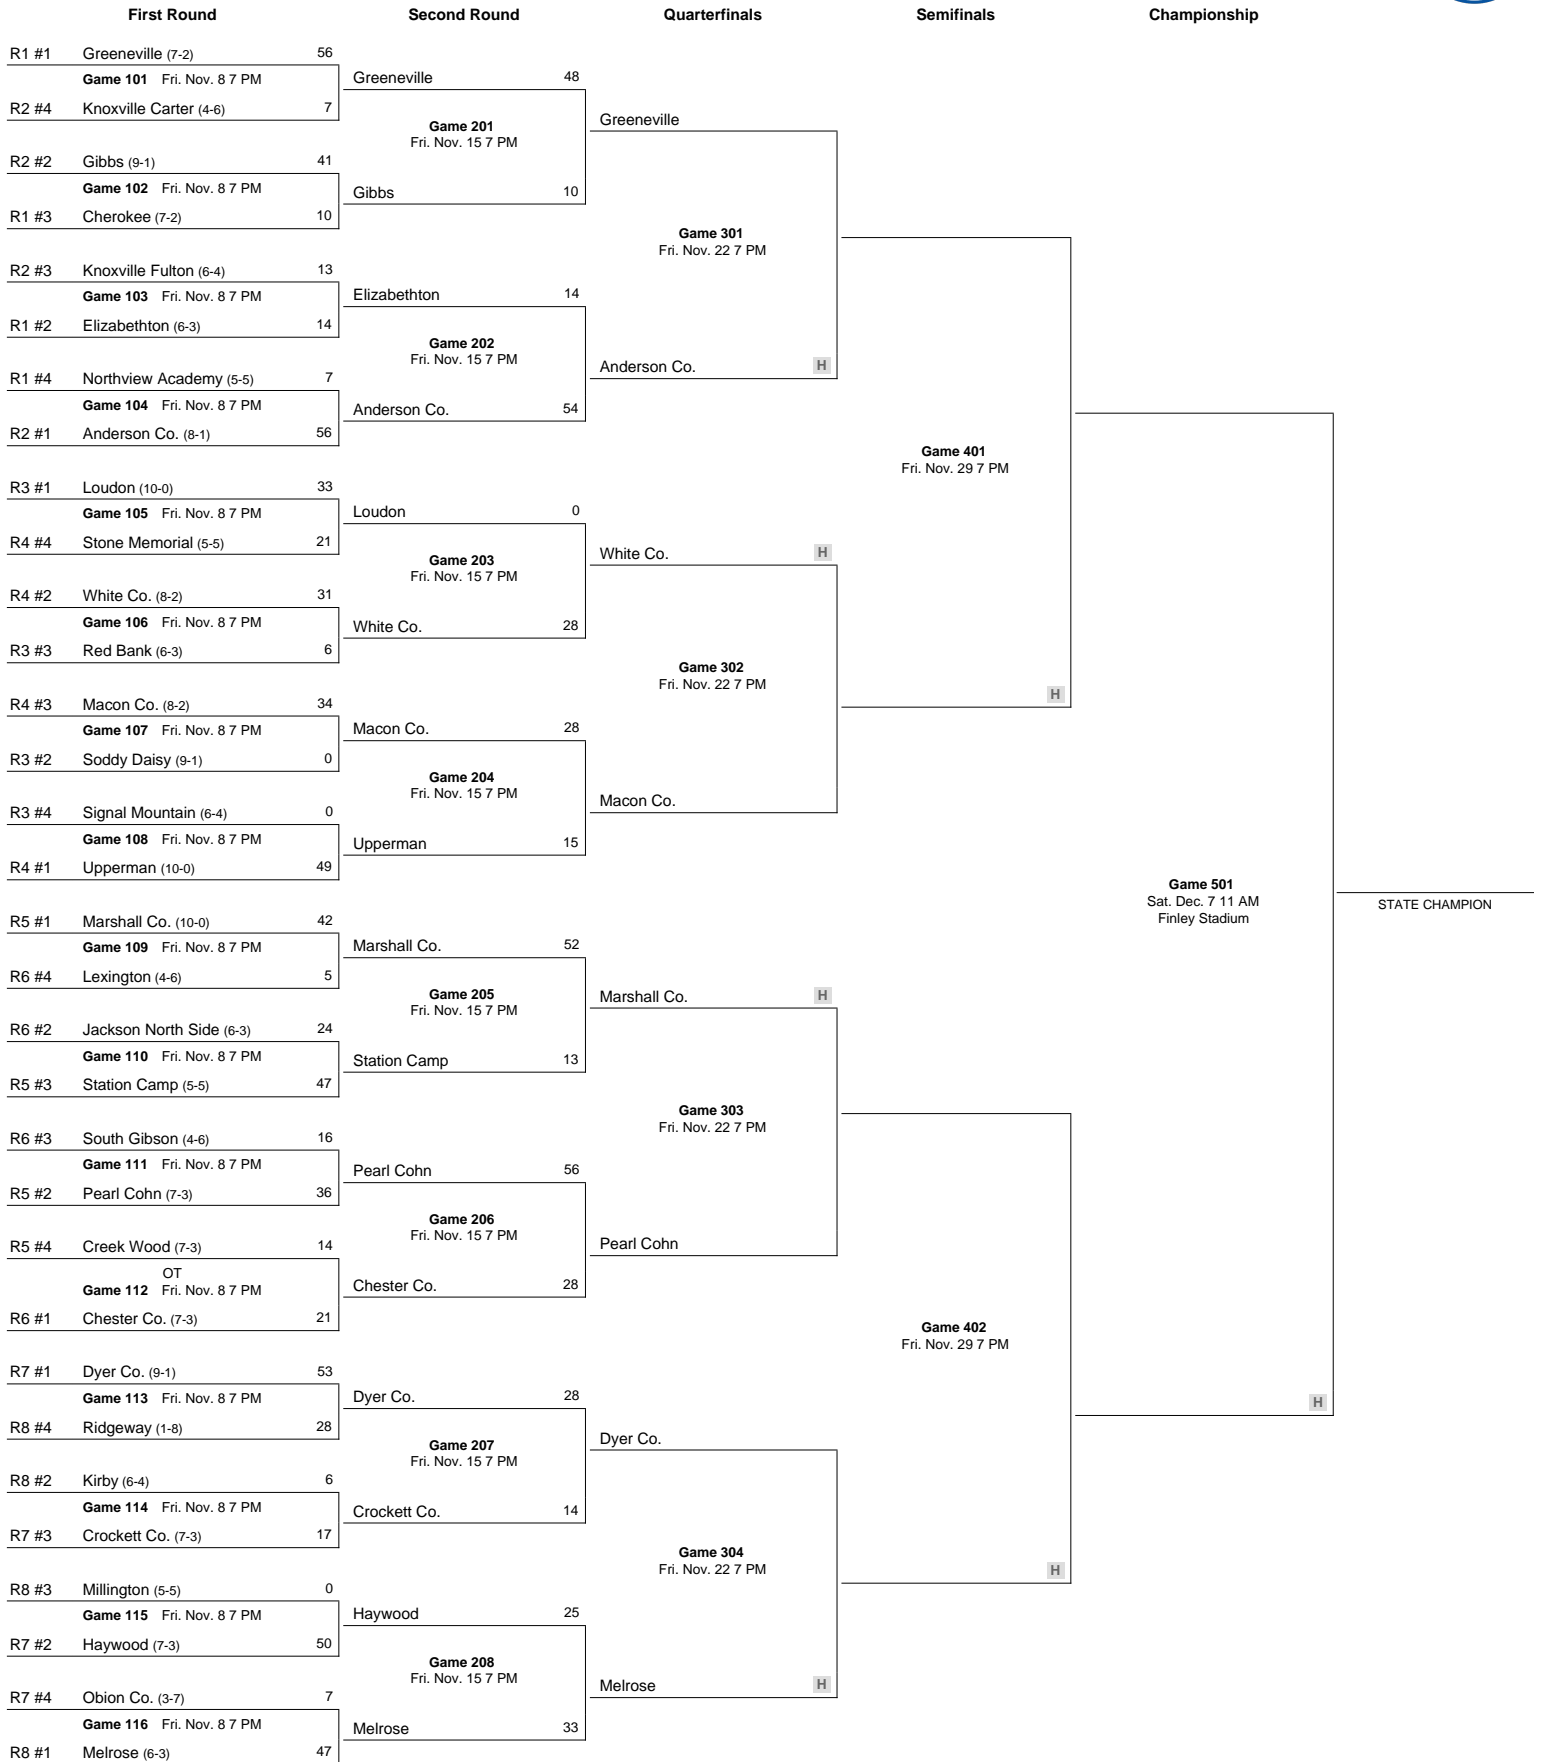 First Round Second Round Quarterfinals Semifinals Championship
R1 #1 Greeneville (7-2) 56
Game 101 Fri. Nov. 8 7 PM
R2 #4 Knoxville Carter (4-6) 7
R2 #2 Gibbs (9-1) 41
Game 102 Fri. Nov. 8 7 PM
R1 #3 Cherokee (7-2) 10
R2 #3 Knoxville Fulton (6-4) 13
Game 103 Fri. Nov. 8 7 PM
R1 #2 Elizabethton (6-3) 14
R1 #4 Northview Academy (5-5) 7
Game 104 Fri. Nov. 8 7 PM
R2 #1 Anderson Co. (8-1) 56
R3 #1 Loudon (10-0) 33
Game 105 Fri. Nov. 8 7 PM
R4 #4 Stone Memorial (5-5) 21
R4 #2 White Co. (8-2) 31
Game 106 Fri. Nov. 8 7 PM
R3 #3 Red Bank (6-3) 6
R4 #3 Macon Co. (8-2) 34
Game 107 Fri. Nov. 8 7 PM
R3 #2 Soddy Daisy (9-1) 0
R3 #4 Signal Mountain (6-4) 0
Game 108 Fri. Nov. 8 7 PM
R4 #1 Upperman (10-0) 49
R5 #1 Marshall Co. (10-0) 42
Game 109 Fri. Nov. 8 7 PM
R6 #4 Lexington (4-6) 5
R6 #2 Jackson North Side (6-3) 24
Game 110 Fri. Nov. 8 7 PM
R5 #3 Station Camp (5-5) 47
R6 #3 South Gibson (4-6) 16
Game 111 Fri. Nov. 8 7 PM
R5 #2 Pearl Cohn (7-3) 36
R5 #4 Creek Wood (7-3) 14
OT
Game 112 Fri. Nov. 8 7 PM
R6 #1 Chester Co. (7-3) 21
R7 #1 Dyer Co. (9-1) 53
Game 113 Fri. Nov. 8 7 PM
R8 #4 Ridgeway (1-8) 28
R8 #2 Kirby (6-4) 6
Game 114 Fri. Nov. 8 7 PM
R7 #3 Crockett Co. (7-3) 17
R8 #3 Millington (5-5) 0
Game 115 Fri. Nov. 8 7 PM
R7 #2 Haywood (7-3) 50
R7 #4 Obion Co. (3-7) 7
Game 116 Fri. Nov. 8 7 PM
R8 #1 Melrose (6-3) 47
Greeneville 48
Game 201
Fri. Nov. 15 7 PM
Gibbs 10
Elizabethton 14
Game 202
Fri. Nov. 15 7 PM
Anderson Co. 54
Loudon 0
Game 203
Fri. Nov. 15 7 PM
White Co. 28
Macon Co. 28
Game 204
Fri. Nov. 15 7 PM
Upperman 15
Marshall Co. 52
Game 205
Fri. Nov. 15 7 PM
Station Camp 13
Pearl Cohn 56
Game 206
Fri. Nov. 15 7 PM
Chester Co. 28
Dyer Co. 28
Game 207
Fri. Nov. 15 7 PM
Crockett Co. 14
Haywood 25
Game 208
Fri. Nov. 15 7 PM
Melrose 33
Greeneville
Game 301
Fri. Nov. 22 7 PM
Anderson Co. H
White Co. H
Game 302
Fri. Nov. 22 7 PM
Macon Co.
Marshall Co. H
Game 303
Fri. Nov. 22 7 PM
Pearl Cohn
Dyer Co.
Game 304
Fri. Nov. 22 7 PM
Melrose H
Game 401
Fri. Nov. 29 7 PM
H
Game 402
Fri. Nov. 29 7 PM
H
Game 501
Sat. Dec. 7 11 AM
Finley Stadium
H
STATE CHAMPION